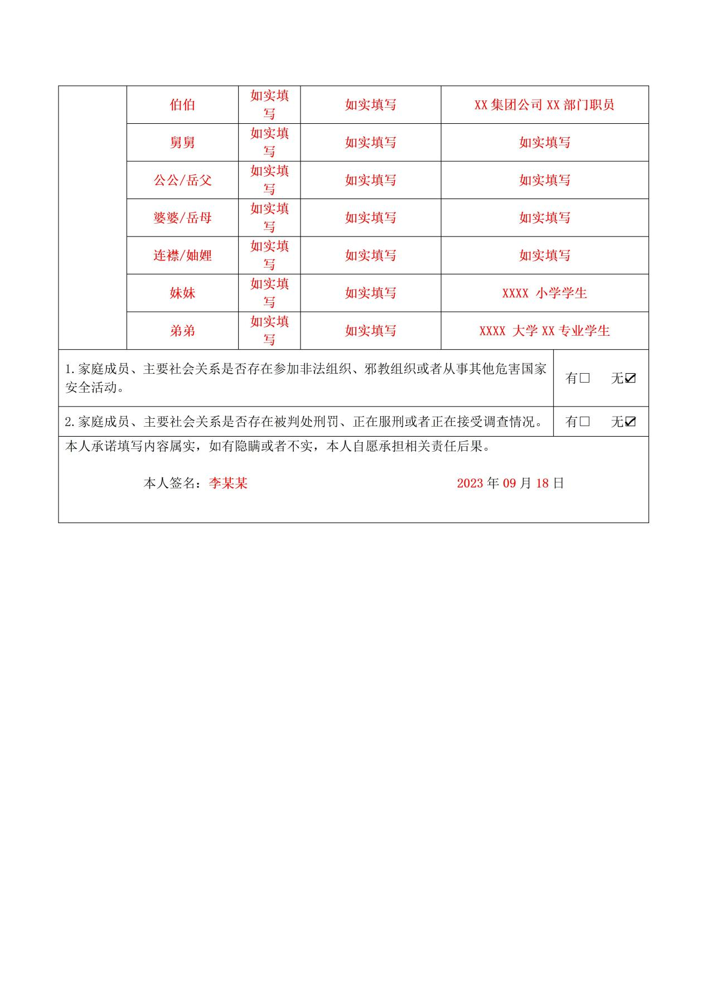 伯伯 如实填写 如实填写 XX 集团公司 XX 部门职员
舅舅 如实填写 如实填写 如实填写
公公/岳父 如实填写 如实填写 如实填写
婆婆/岳母 如实填写 如实填写 如实填写
连襟/妯娌 如实填写 如实填写 如实填写
妹妹 如实填写 如实填写 XXXX 小学学生
弟弟 如实填写 如实填写 XXXX 大学 XX 专业学生
1.家庭成员、主要社会关系是否存在参加非法组织、邪教组织或者从事其他危害国家
安全活动。 有□ 无☑
2.家庭成员、主要社会关系是否存在被判处刑罚、正在服刑或者正在接受调查情况。 有□ 无☑
本人承诺填写内容属实，如有隐瞒或者不实，本人自愿承担相关责任后果。
本人签名：李某某 2023 年 09 月 18 日